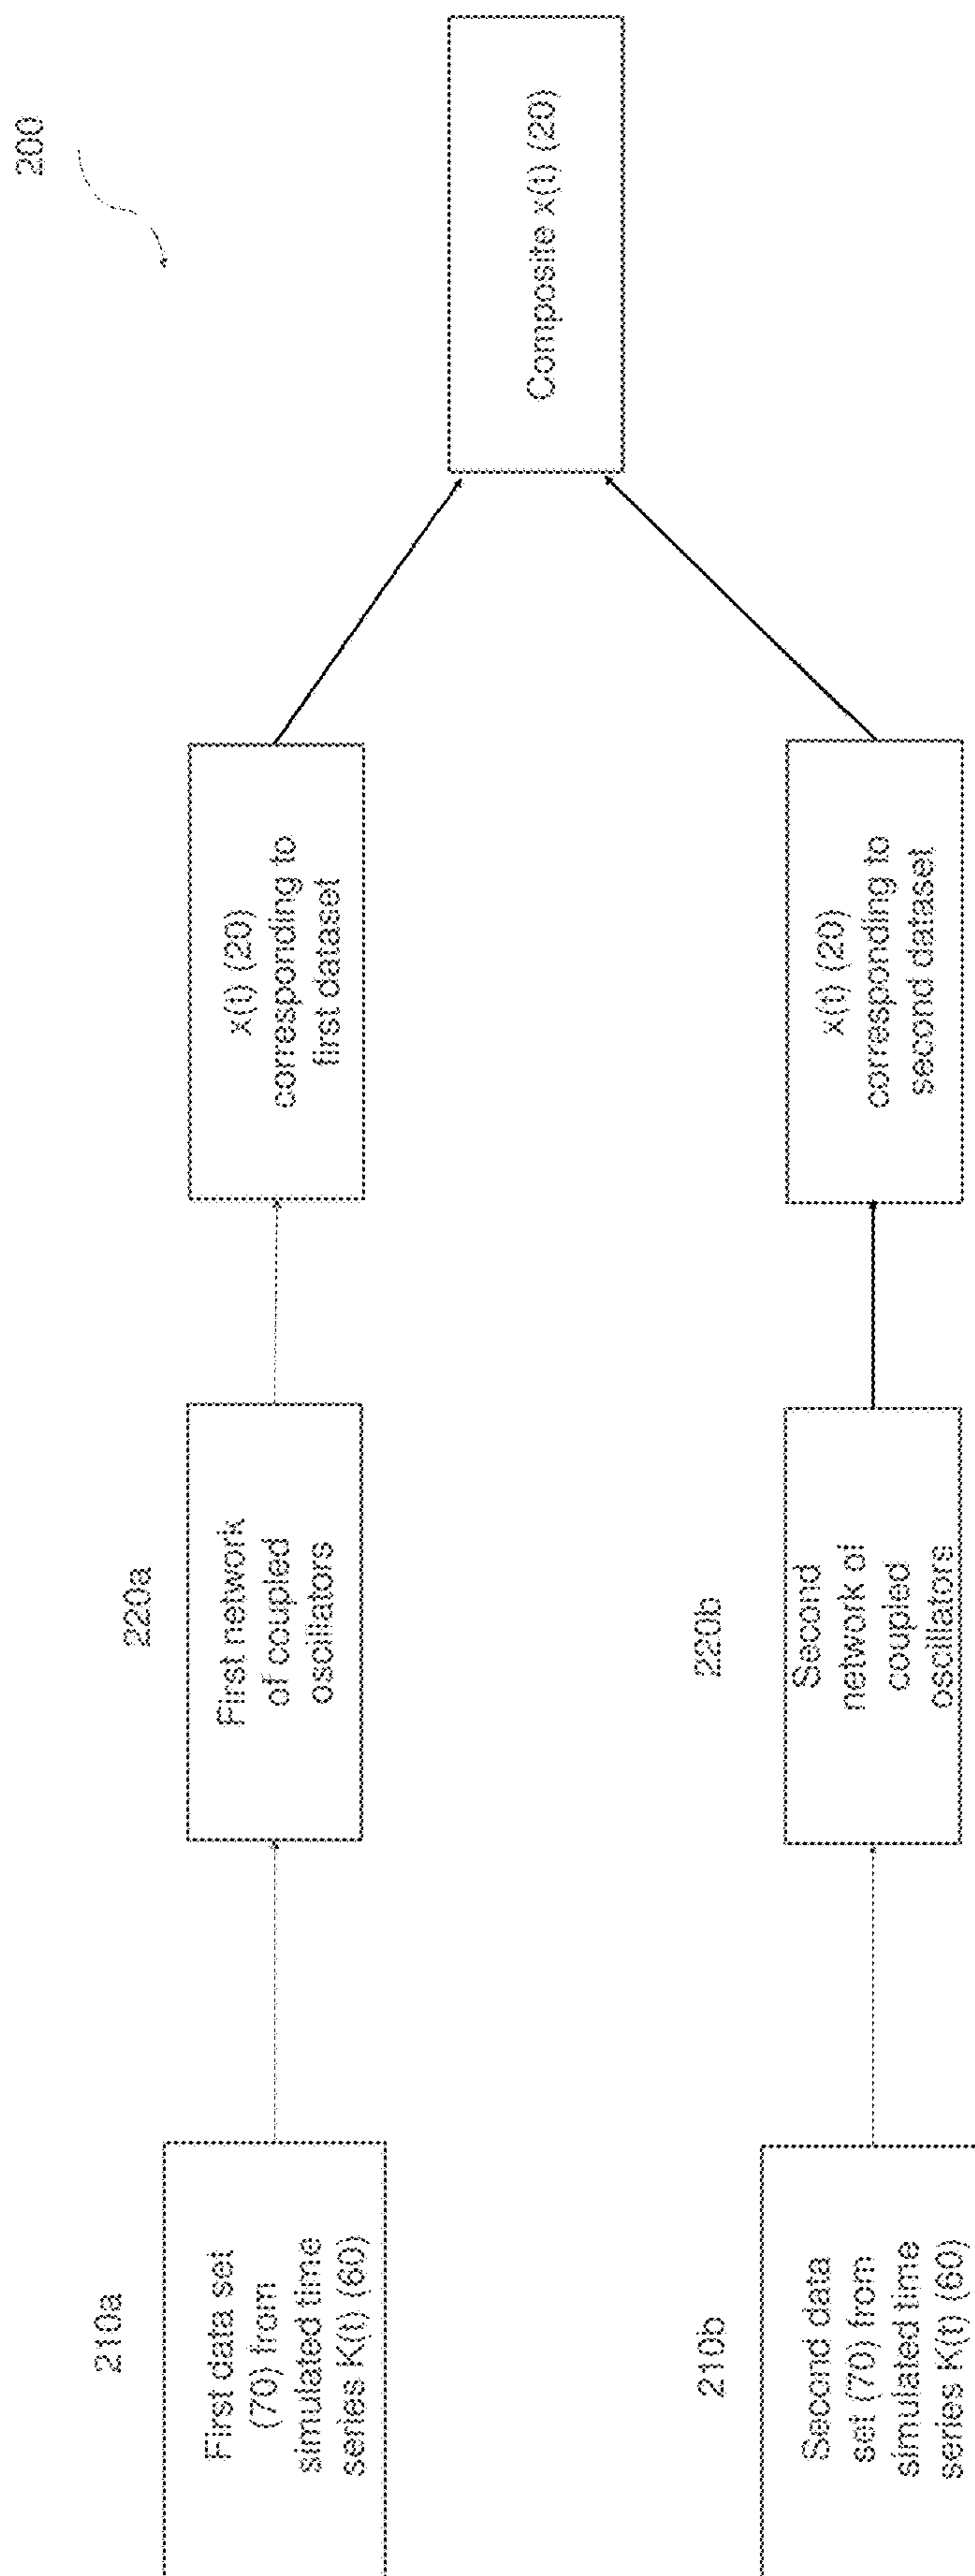 200
210a
First data set
(70) from
simulated time
series K(t) (60)
220a
First network
of coupled
oscillators
x(t) (20)
corresponding to
first dataset
Composite x(t) (20)
210b
Second data
set (70) from
simulated time
series K(t) (60)
220b
Second
network of
coupled
oscillators
x(t) (20)
corresponding to
second dataset